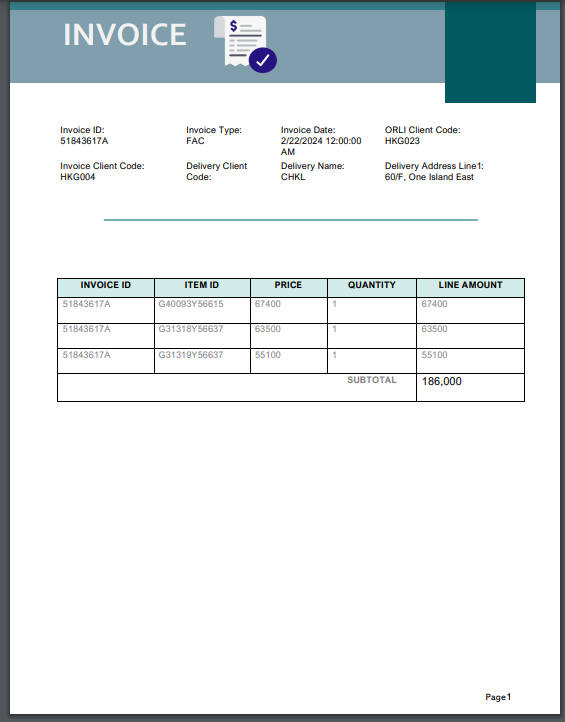 INVOICE
$
Invoice ID: Invoice Type: Invoice Date: ORLI Client Code:
51843617A FAC 2/22/2024 12:00:00 HKG023
AM
Invoice Client Code: Delivery Client Delivery Name: Delivery Address Line1:
HKG004 Code: CHKL 60/F, One Island East
INVOICE ID ITEM ID PRICE QUANTITY LINE AMOUNT
51843617A G40093Y56615 67400 1 67400
51843617A G31318Y56637 63500 1 63500
51843617A G31319Y56637 55100 1 55100
SUBTOTAL 186,000
Page1